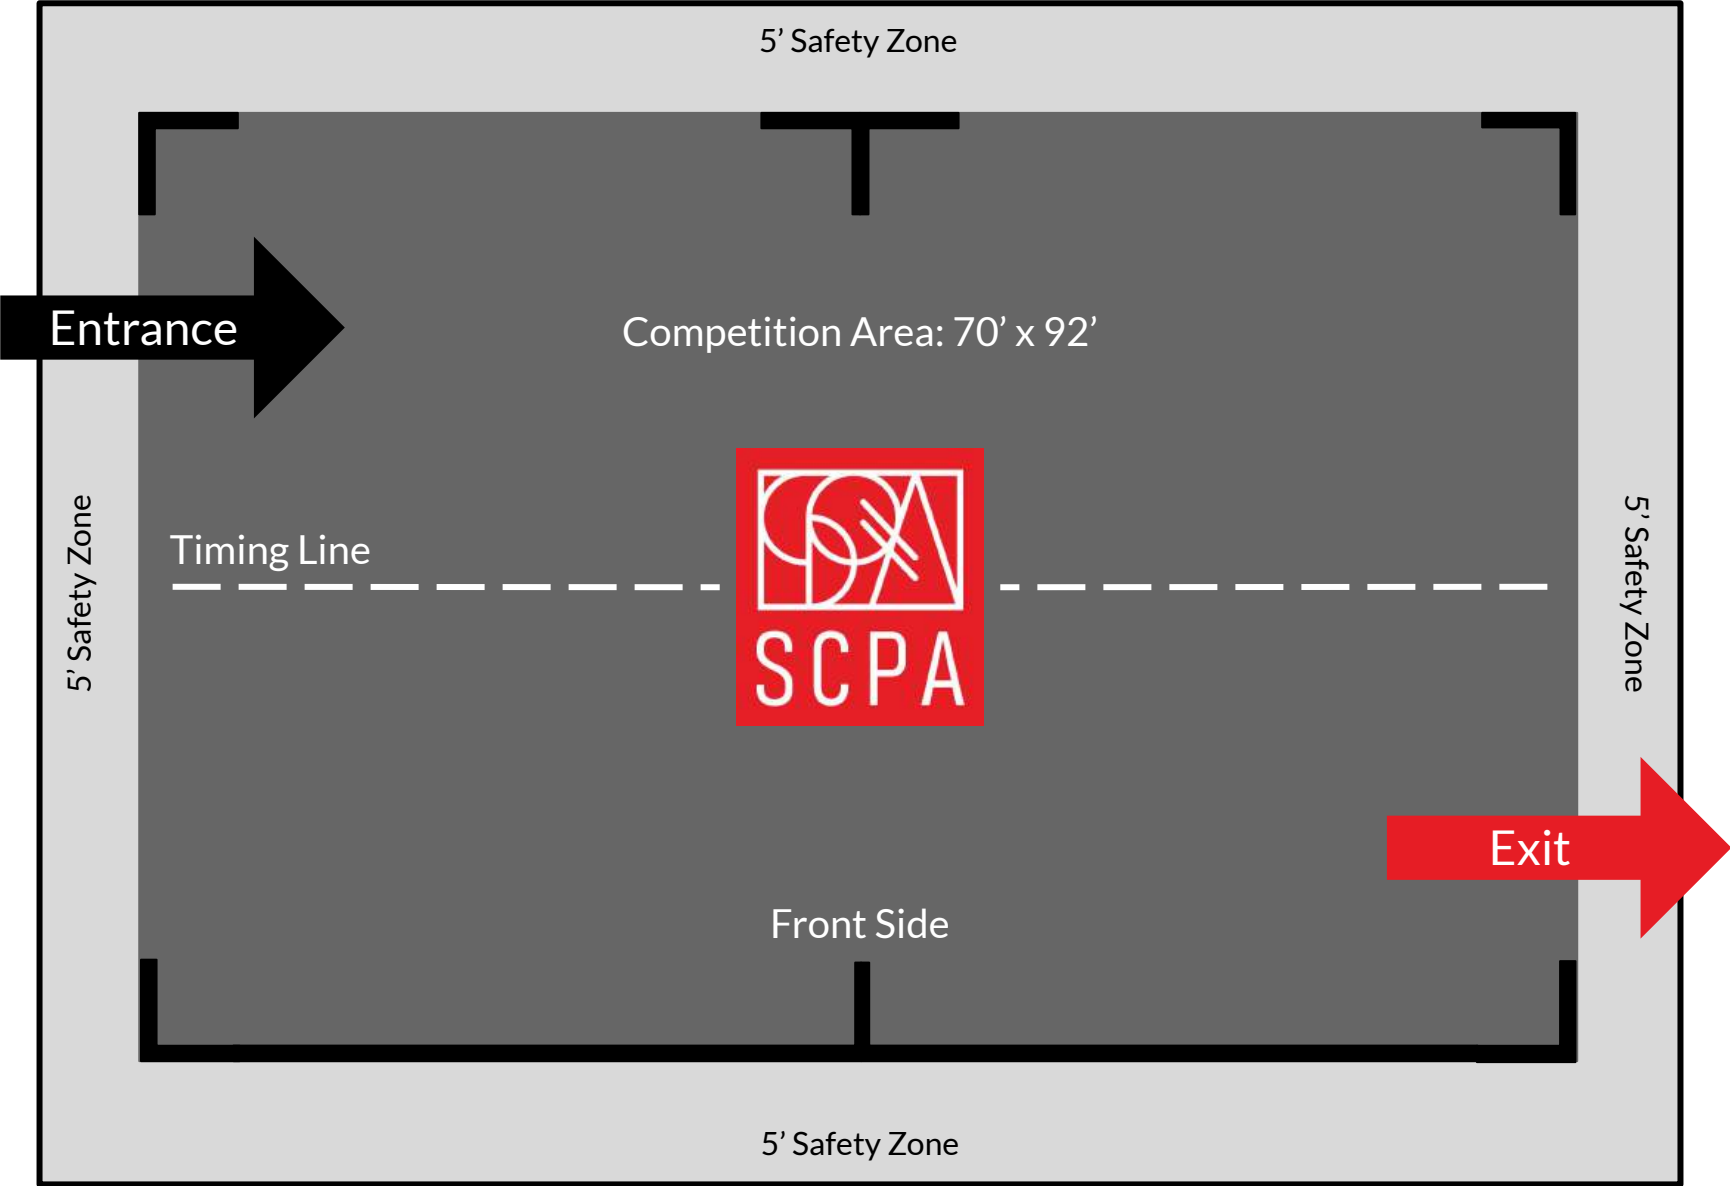 5’ Safety Zone
Entrance
Competition Area: 70’ x 92’
5’ Safety Zone
Timing Line
SCPA
5’ Safety Zone
Exit
Front Side
5’ Safety Zone